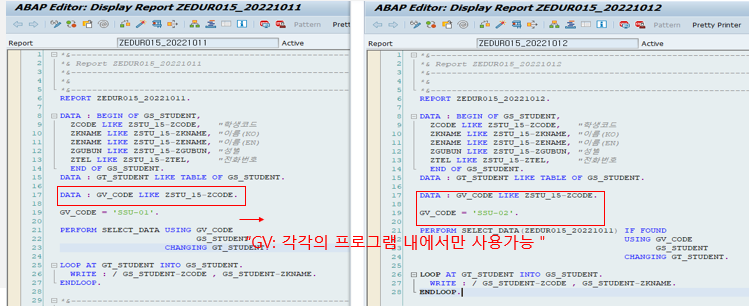 ABAP Editor: Display Report ZEDUR015_20221011
Pattern Pretty
Report ZEDUR015_20221011 Active
1 *&---------------------------------------------------------------------
2 *& Report ZEDUR015_20221011
3 *&---------------------------------------------------------------------
4 *&
5 *&---------------------------------------------------------------------
6 REPORT ZEDUR015_20221011.
7
8 DATA : BEGIN OF GS_STUDENT,
9 ZCODE LIKE ZSTU_15-ZCODE, "학생코드
10 ZKNAME LIKE ZSTU_15-ZKNAME, "이름(KO)
11 ZENAME LIKE ZSTU_15-ZENAME, "이름(EN)
12 ZGUBUN LIKE ZSTU_15-ZGUBUN, "성별
13 ZTEL LIKE ZSTU_15-ZTEL, "전화번호
14 END OF GS_STUDENT.
15 DATA : GT_STUDENT LIKE TABLE OF GS_STUDENT.
16
17 DATA : GV_CODE LIKE ZSTU_15-ZCODE.
18
19 GV_CODE = 'SSU-01'.
20
21 PERFORM SELECT_DATA USING GV_CODE
22 GS_STUDENT
23 CHANGING GT_STUDENT.
24
25 LOOP AT GT_STUDENT INTO GS_STUDENT.
26 WRITE : / GS_STUDENT-ZCODE , GS_STUDENT-ZKNAME.
27 ENDLOOP.
28
29 *&---------------------------------------------------------------------
"GV: 각각의 프로그램 내에서만 사용가능 "
ABAP Editor: Display Report ZEDUR015_20221012
Pattern Pretty Printer
Report ZEDUR015_20221012 Active
1 *&---------------------------------------------------------------------
2 *& Report ZEDUR015_20221012
3 *&---------------------------------------------------------------------
4 *&
5 *&---------------------------------------------------------------------
6 REPORT ZEDUR015_20221012.
7
8 DATA : BEGIN OF GS_STUDENT,
9 ZCODE LIKE ZSTU_15-ZCODE, "학생코드
10 ZKNAME LIKE ZSTU_15-ZKNAME, "이름(KO)
11 ZENAME LIKE ZSTU_15-ZENAME, "이름(EN)
12 ZGUBUN LIKE ZSTU_15-ZGUBUN, "성별
13 ZTEL LIKE ZSTU_15-ZTEL, "전화번호
14 END OF GS_STUDENT.
15 DATA : GT_STUDENT LIKE TABLE OF GS_STUDENT.
16
17 DATA : GV_CODE LIKE ZSTU_15-ZCODE.
18
19 GV_CODE = 'SSU-02'.
20
21 PERFORM SELECT_DATA(ZEDUR015_20221011) IF FOUND
22 USING GV_CODE
23 GS_STUDENT
24 CHANGING GT_STUDENT.
25
26 LOOP AT GT_STUDENT INTO GS_STUDENT.
27 WRITE : / GS_STUDENT-ZCODE , GS_STUDENT-ZKNAME.
28 ENDLOOP.